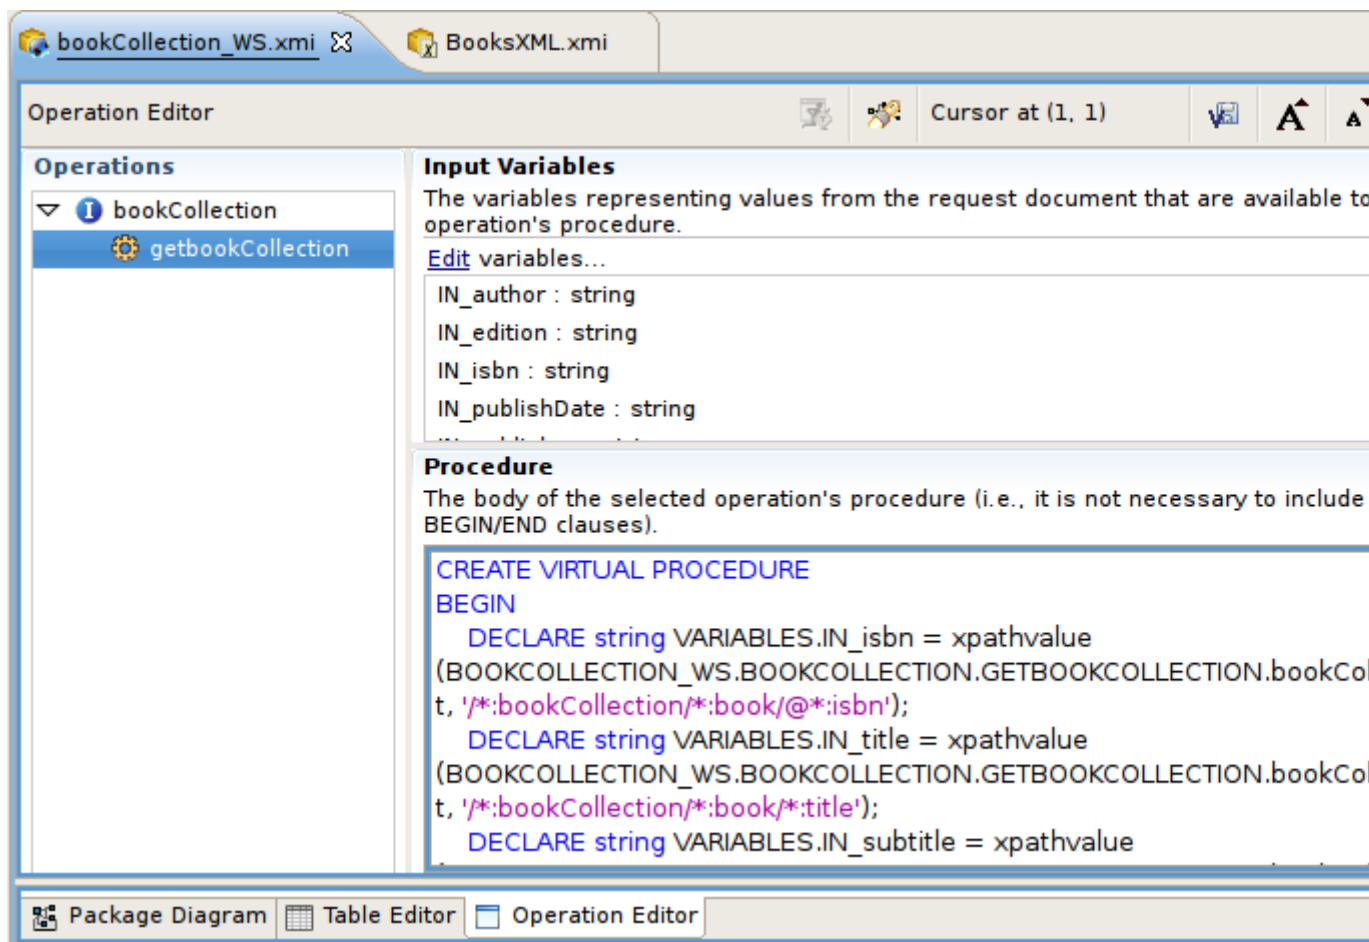 bookCollection_WS.xmi
BooksXML.xmi
Operation Editor
Cursor at (1, 1)
Operations
bookCollection
getbookCollection
Input Variables
The variables representing values from the request document that are available to
operation's procedure.
Edit variables...
IN_author : string
IN_edition : string
IN_isbn : string
IN_publishDate : string
Procedure
The body of the selected operation's procedure (i.e., it is not necessary to include
BEGIN/END clauses).
CREATE VIRTUAL PROCEDURE
BEGIN
DECLARE string VARIABLES.IN_isbn = xpathvalue
(BOOKCOLLECTION_WS.BOOKCOLLECTION.GETBOOKCOLLECTION.bookCol
t, '/*:bookCollection/*:book/@*:isbn');
DECLARE string VARIABLES.IN_title = xpathvalue
(BOOKCOLLECTION_WS.BOOKCOLLECTION.GETBOOKCOLLECTION.bookCol
t, '/*:bookCollection/*:book/*:title');
DECLARE string VARIABLES.IN_subtitle = xpathvalue
Package Diagram
Table Editor
Operation Editor